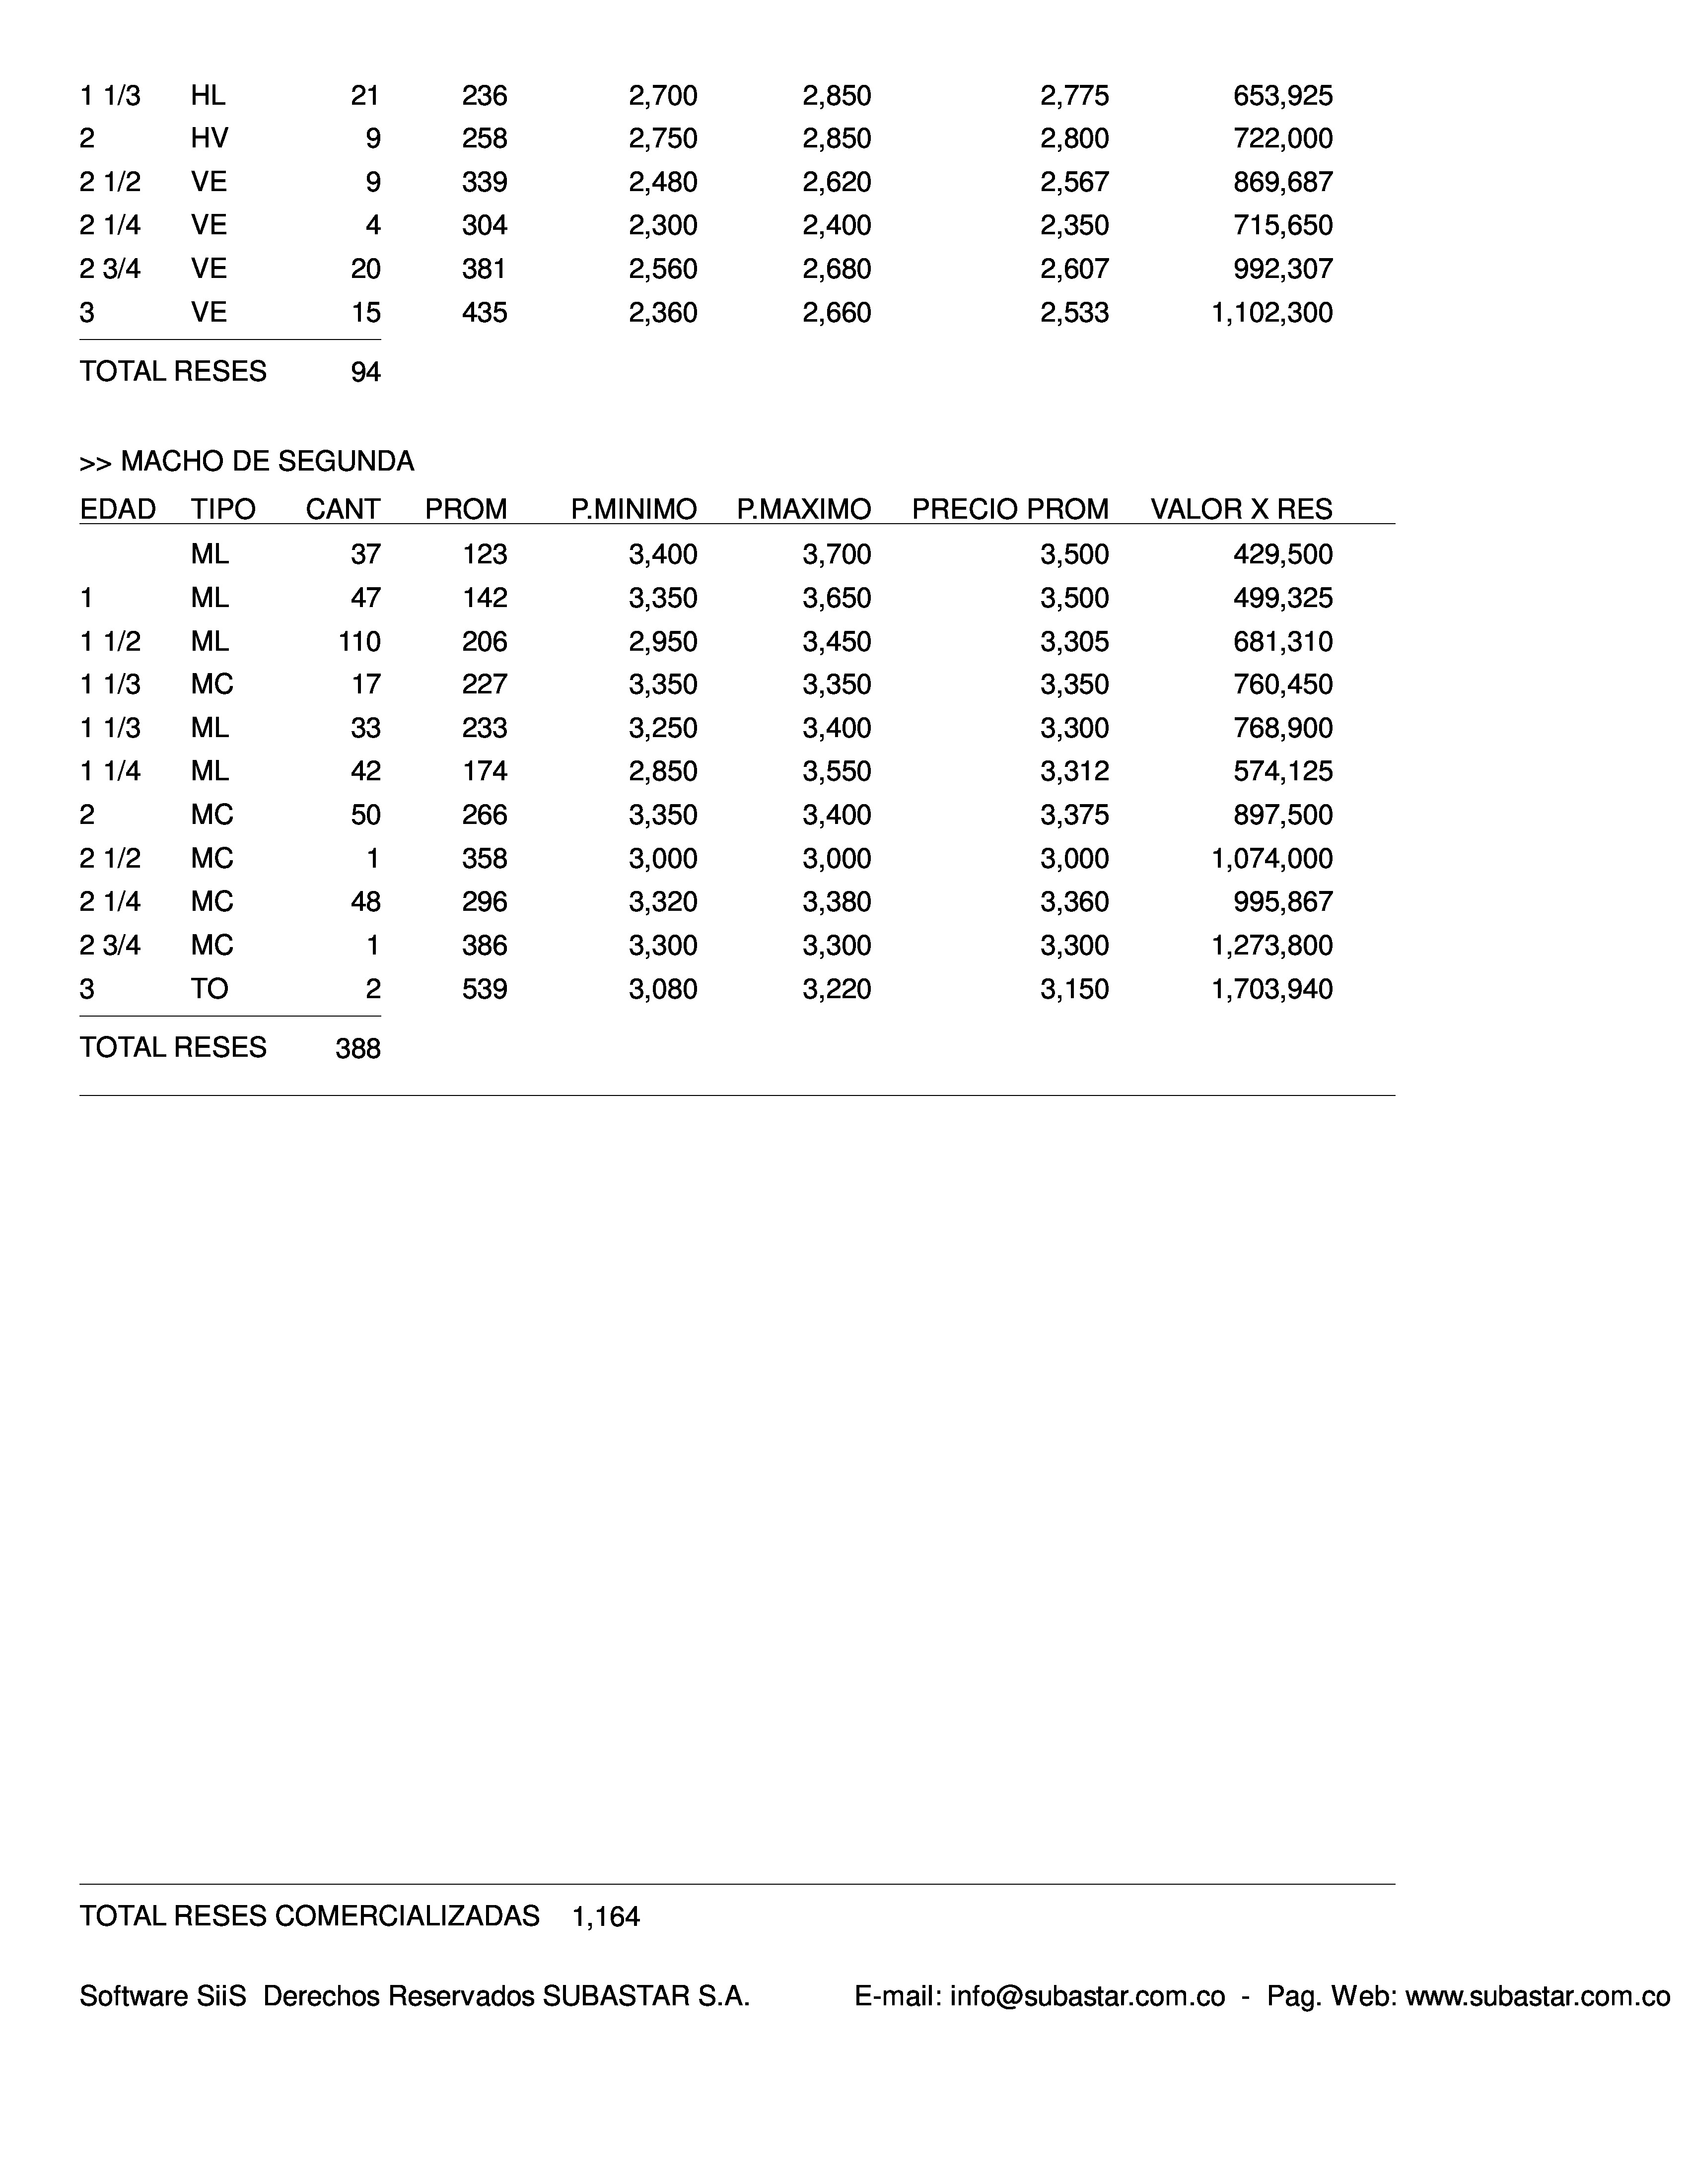 1 1/3 HL 21 236 2,700 2,850 2,775 653,925
2 HV 9 258 2,750 2,850 2,800 722,000
2 1/2 VE 9 339 2,480 2,620 2,567 869,687
2 1/4 VE 4 304 2,300 2,400 2,350 715,650
2 3/4 VE 20 381 2,560 2,680 2,607 992,307
3 VE 15 435 2,360 2,660 2,533 1,102,300
TOTAL RESES 94
>> MACHO DE SEGUNDA
EDAD TIPO CANT PROM P.MINIMO P.MAXIMO PRECIO PROM VALOR X RES
ML 37 123 3,400 3,700 3,500 429,500
1 ML 47 142 3,350 3,650 3,500 499,325
1 1/2 ML 110 206 2,950 3,450 3,305 681,310
1 1/3 MC 17 227 3,350 3,350 3,350 760,450
1 1/3 ML 33 233 3,250 3,400 3,300 768,900
1 1/4 ML 42 174 2,850 3,550 3,312 574,125
2 MC 50 266 3,350 3,400 3,375 897,500
2 1/2 MC 1 358 3,000 3,000 3,000 1,074,000
2 1/4 MC 48 296 3,320 3,380 3,360 995,867
2 3/4 MC 1 386 3,300 3,300 3,300 1,273,800
3 TO 2 539 3,080 3,220 3,150 1,703,940
TOTAL RESES 388
TOTAL RESES COMERCIALIZADAS 1,164
Software SiiS Derechos Reservados SUBASTAR S.A. E-mail: info@subastar.com.co - Pag. Web: www.subastar.com.co